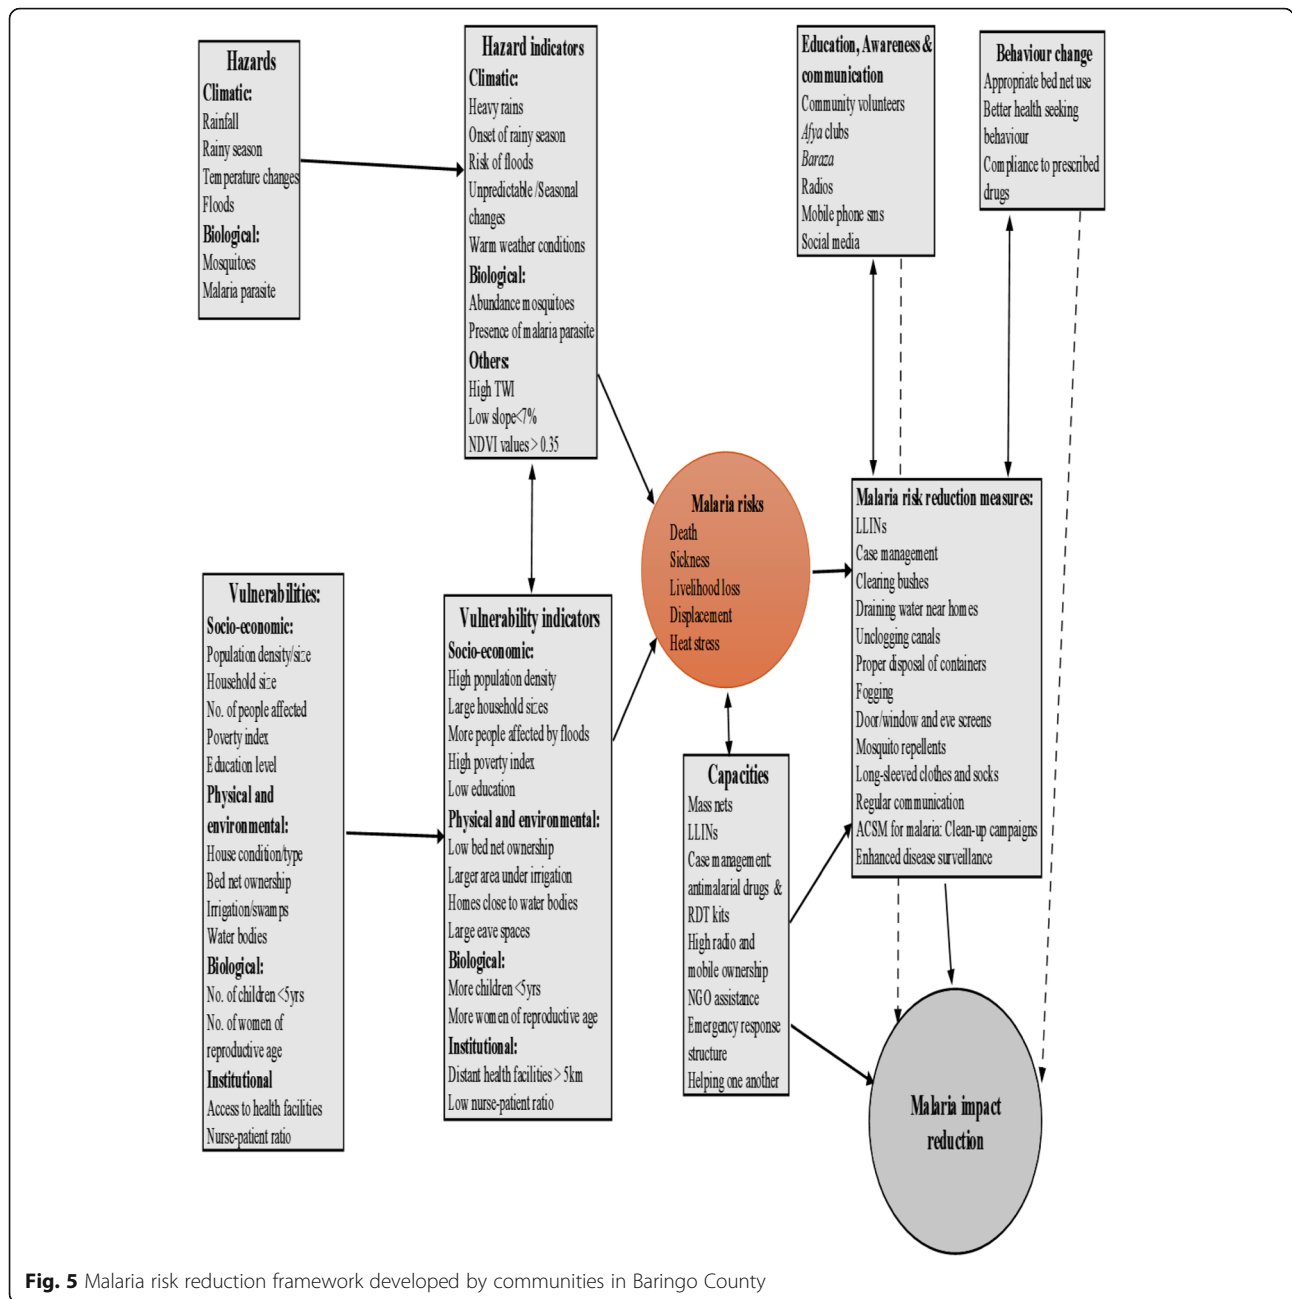 Hazards
Climatic:
Rainfall
Rainy season
Temperature changes
Floods
Biological:
Mosquitoes
Malaria parasite
Hazard indicators
Climatic:
Heavy rains
Onset of rainy season
Risk of floods
Unpredictable /Seasonal
changes
Warm weather conditions
Biological:
Abundance mosquitoes
Presence of malaria parasite
Others:
High TWI
Low slope<7%
NDVI values > 0.35
Education, Awareness &
communication
Community volunteers
Afya clubs
Baraza
Radios
Mobile phone sms
Social media
Behaviour change
Appropriate bed net use
Better health seeking
behaviour
Compliance to prescribed
drugs
Vulnerabilities:
Socio-economic:
Population density/size
Household size
No. of people affected
Poverty index
Education level
Physical and
environmental:
House condition/type
Bed net ownership
Irrigation/swamps
Water bodies
Biological:
No. of children <5yrs
No. of women of
reproductive age
Institutional
Access to health facilities
Nurse-patient ratio
Vulnerability indicators
Socio-economic:
High population density
Large household sizes
More people affected by floods
High poverty index
Low education
Physical and environmental:
Low bed net ownership
Larger area under irrigation
Homes close to water bodies
Large eave spaces
Biological:
More children <5yrs
More women of reproductive age
Institutional:
Distant health facilities > 5km
Low nurse-patient ratio
Malaria risks
Death
Sickness
Livelihood loss
Displacement
Heat stress
Capacities
Mass nets
LLINs
Case management:
antimalarial drugs &
RDT kits
High radio and
mobile ownership
NGO assistance
Emergency response
structure
Helping one another
Malaria risk reduction measures:
LLINs
Case management
Clearing bushes
Draining water near homes
Unclogging canals
Proper disposal of containers
Fogging
Door/window and eve screens
Mosquito repellents
Long-sleeved clothes and socks
Regular communication
ACSM for malaria: Clean-up campaigns
Enhanced disease surveillance
Malaria impact
reduction
Fig. 5 Malaria risk reduction framework developed by communities in Baringo County